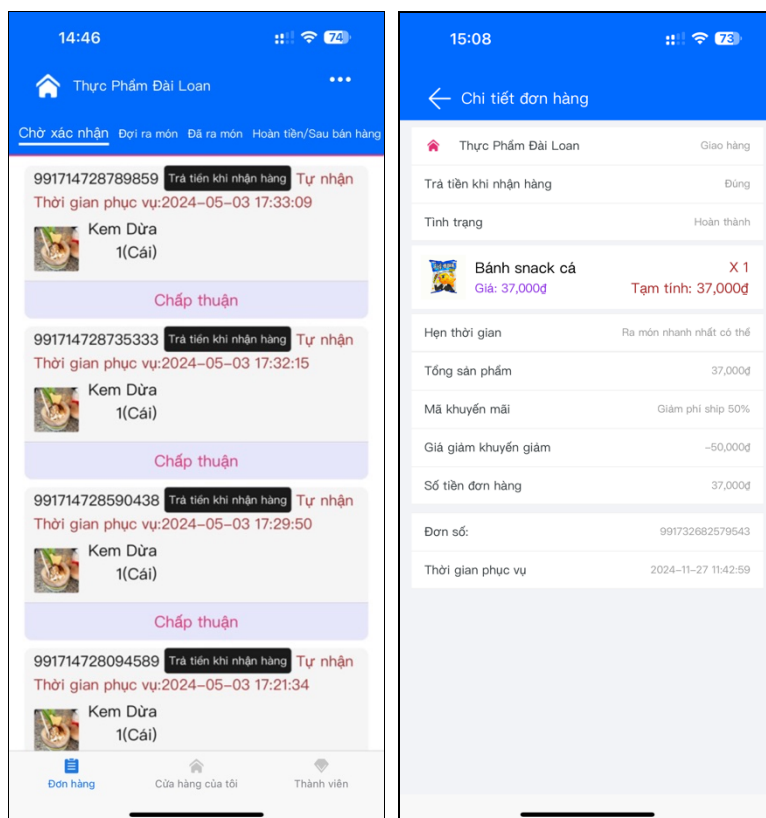 14:46
74
Thực Phẩm Đài Loan
Chờ xác nhận Đợi ra món Đã ra món Hoàn tiền/Sau bán hàng
991714728789859 Trả tiền khi nhận hàng Tự nhận
Thời gian phục vụ:2024-05-03 17:33:09
Kem Dừa
1(Cái)
Chấp thuận
991714728735333 Trả tiền khi nhận hàng Tự nhận
Thời gian phục vụ:2024-05-03 17:32:15
Kem Dừa
1(Cái)
Chấp thuận
991714728590438 Trả tiền khi nhận hàng Tự nhận
Thời gian phục vụ:2024-05-03 17:29:50
Kem Dừa
1(Cái)
Chấp thuận
991714728094589 Trả tiền khi nhận hàng Tự nhận
Thời gian phục vụ:2024-05-03 17:21:34
Kem Dừa
1(Cái)
Đơn hàng Cửa hàng của tôi Thành viên
15:08
73
Chi tiết đơn hàng
Thực Phẩm Đài Loan Giao hàng
Trả tiền khi nhận hàng Đúng
Tình trạng Hoàn thành
Bánh snack cá X 1
Giá: 37,000₫ Tạm tính: 37,000₫
Hẹn thời gian Ra món nhanh nhất có thể
Tổng sản phẩm 37,000₫
Mã khuyến mãi Giảm phí ship 50%
Giá giảm khuyến giảm -50,000₫
Số tiền đơn hàng 37,000₫
Đơn số: 991732682579543
Thời gian phục vụ 2024-11-27 11:42:59